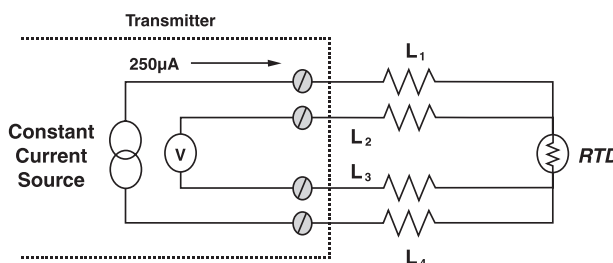 Transmitter
250µA
L1
Constant
Current
Source
V
L2
L3
RTD
L4